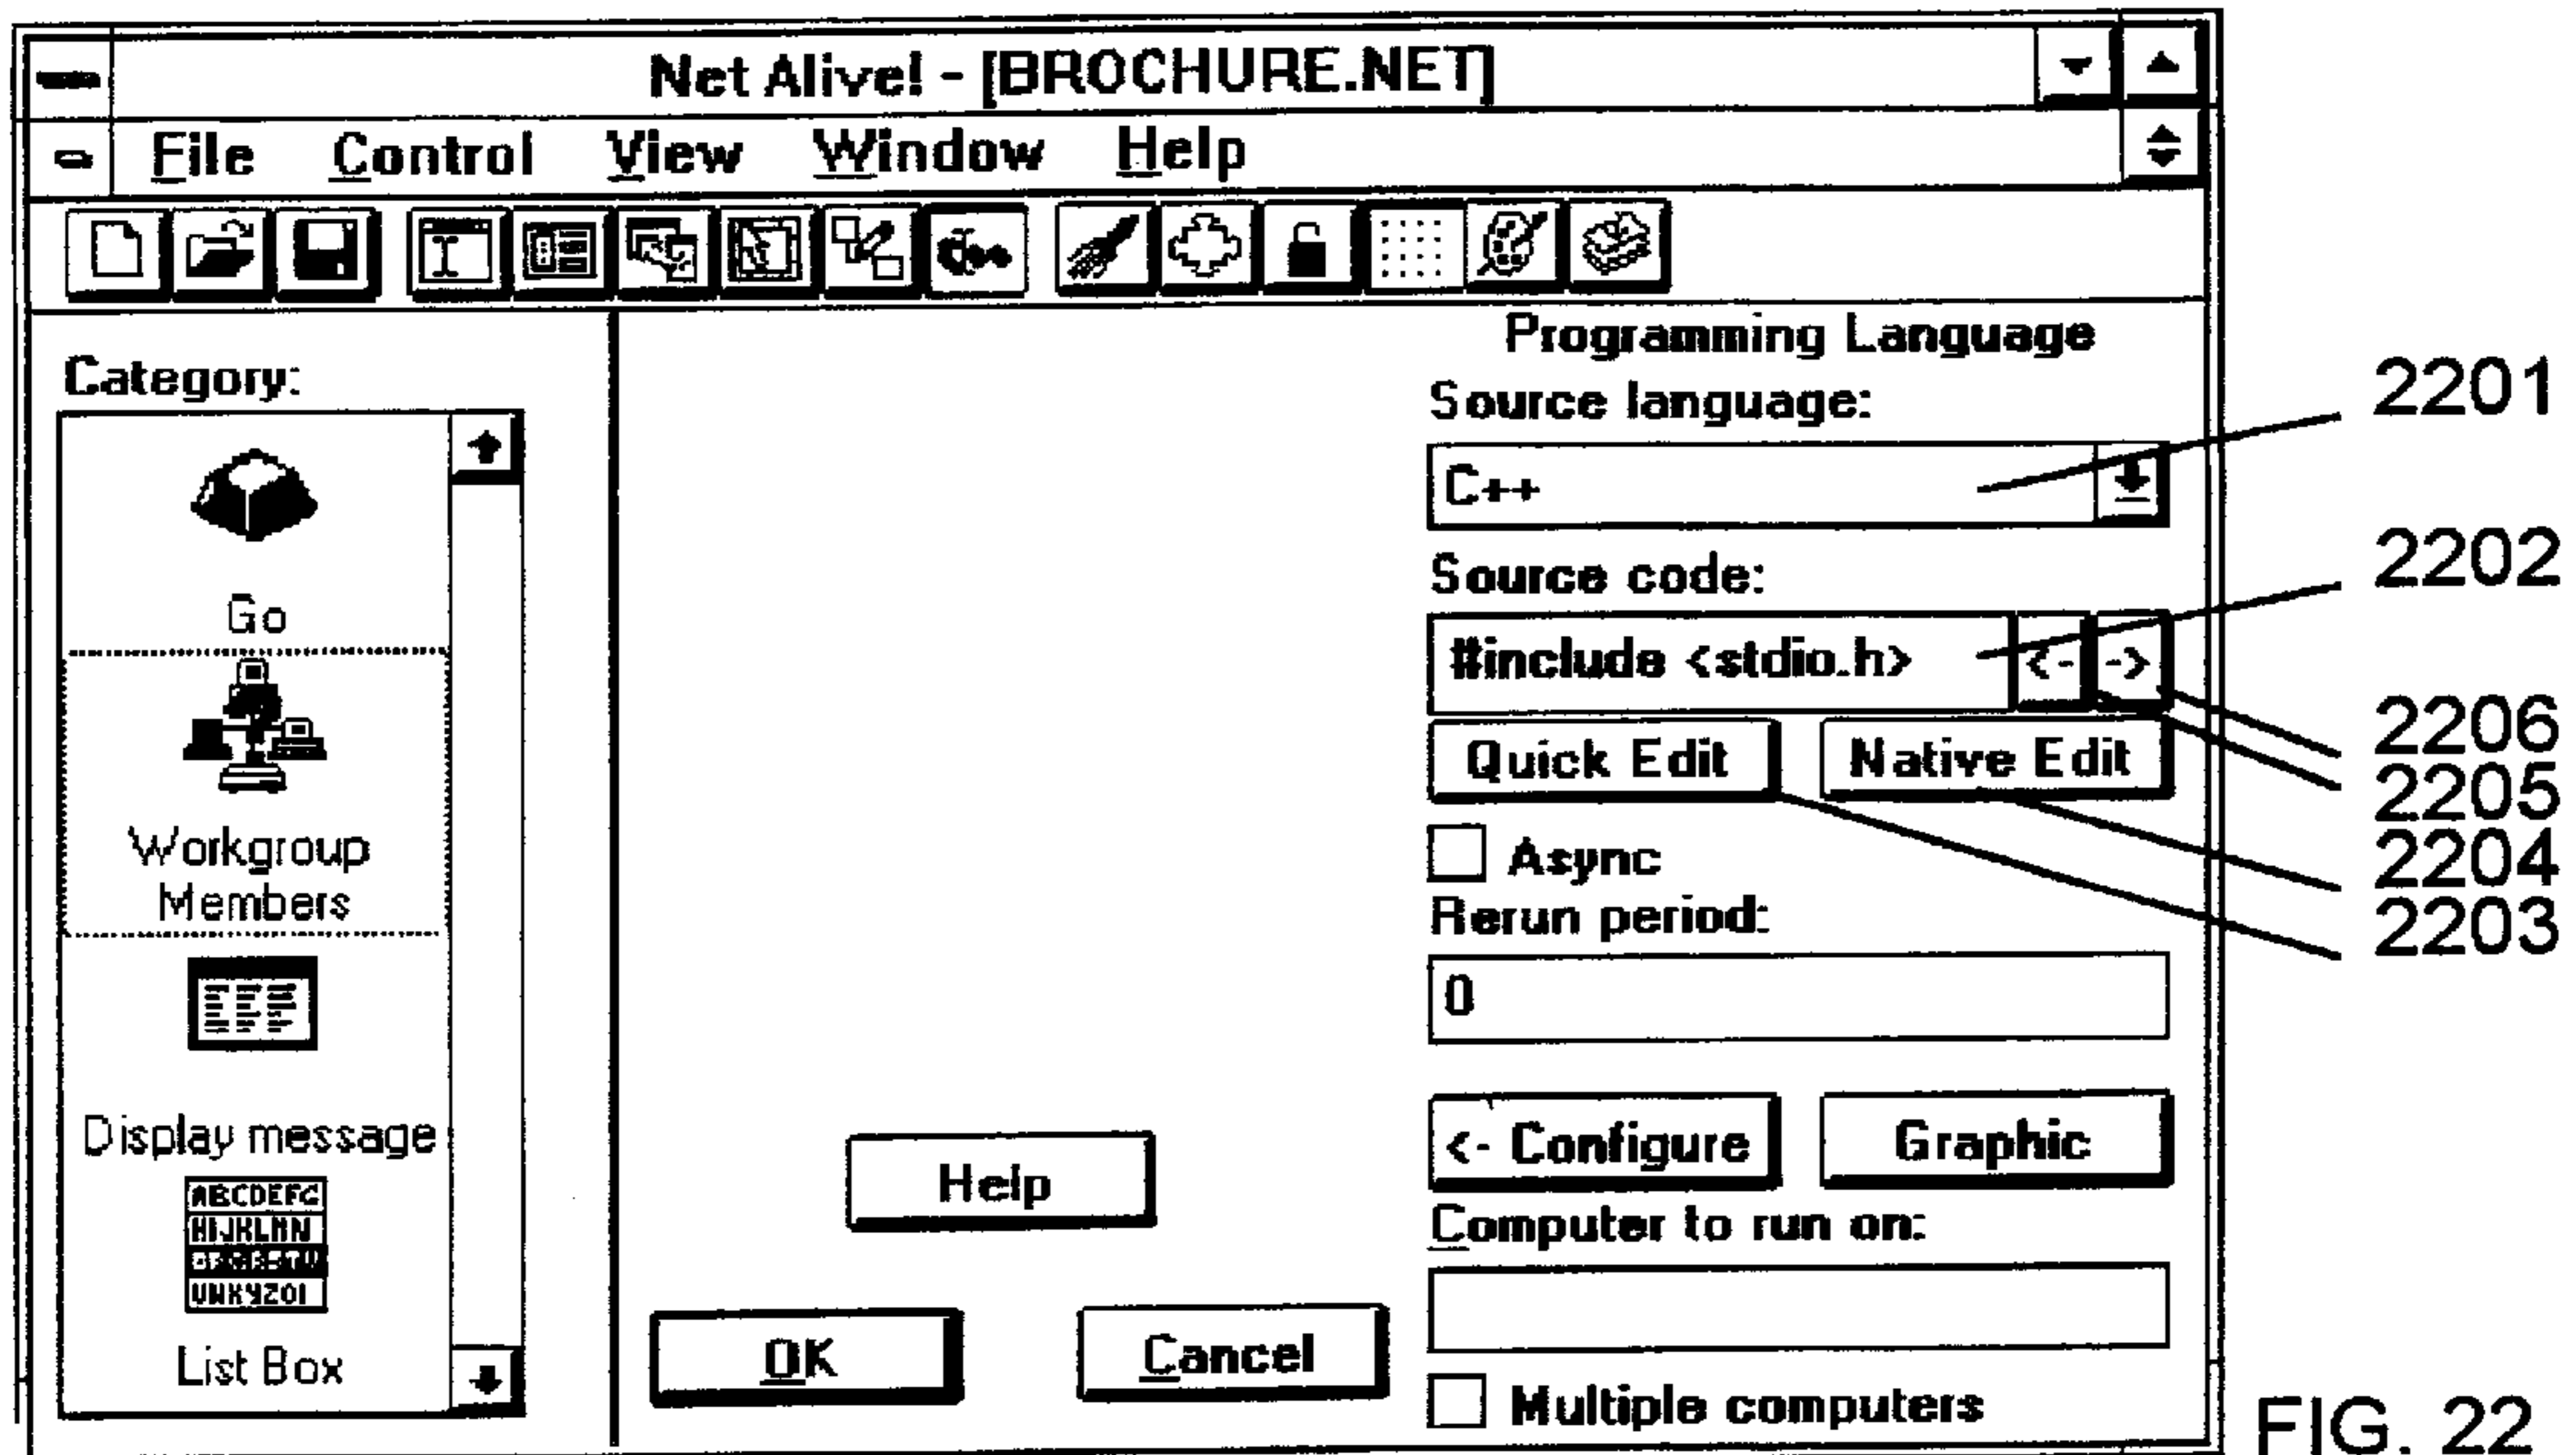 Net Alive! - [BROCHURE.NET]
File Control View Window Help
Category:
Go
Workgroup
Members
Display message
ABCDEFG
HIJKLMN
List Box
Help
OK
Cancel
Programming Language
Source language:
C++
Source code:
#include <stdio.h>
<-
->
Quick Edit
Native Edit
Async
Rerun period:
0
<- Configure
Graphic
Computer to run on:
Multiple computers
2201
2202
2206
2205
2204
2203
FIG. 22